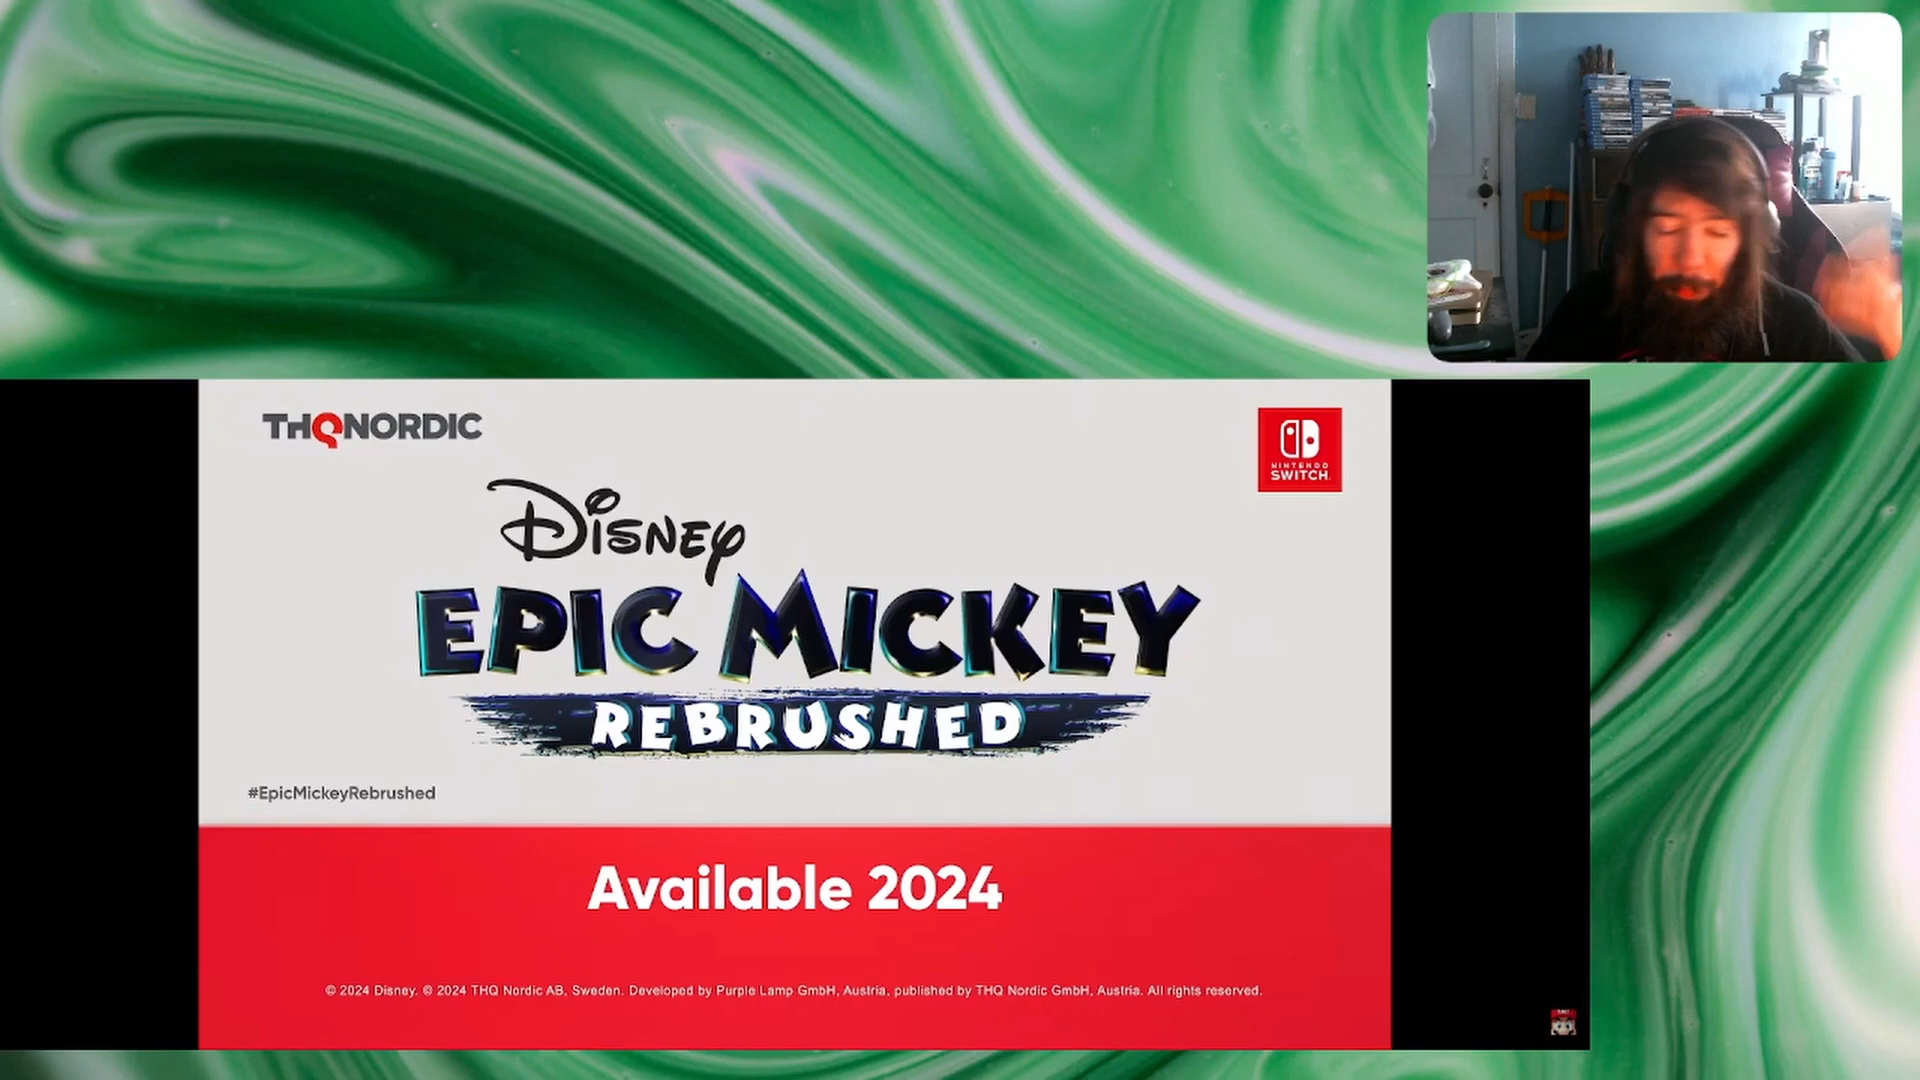 THQNORDIC
NINTENDO
SWITCH
Disney
EPIC MICKEY
REBRUSHED
#EpicMickeyRebrushed
Available 2024
© 2024 Disney. © 2024 THQ Nordic AB, Sweden. Developed by Purple Lamp GmbH, Austria, published by THQ Nordic GmbH, Austria. All rights reserved.